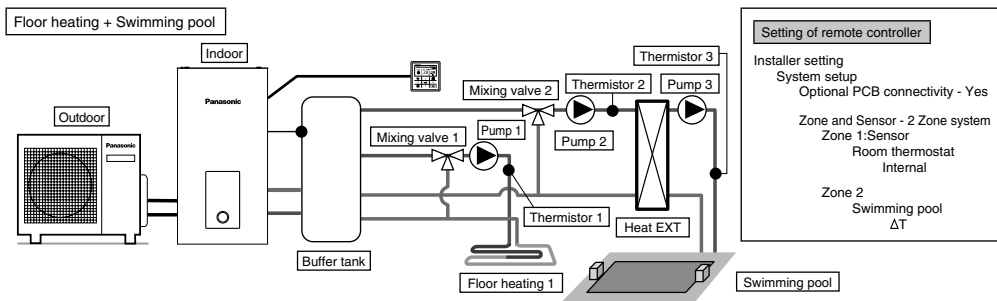 Floor heating + Swimming pool
Indoor
Panasonic
Outdoor
Panasonic
Buffer tank
Mixing valve 1
Pump 1
Thermistor 1
Floor heating 1
Mixing valve 2
Thermistor 2
Pump 2
Heat EXT
Thermistor 3
Pump 3
Swimming pool
Setting of remote controller
Installer setting
System setup
Optional PCB connectivity - Yes
Zone and Sensor - 2 Zone system
Zone 1:Sensor
Room thermostat
Internal
Zone 2
Swimming pool
ΔT